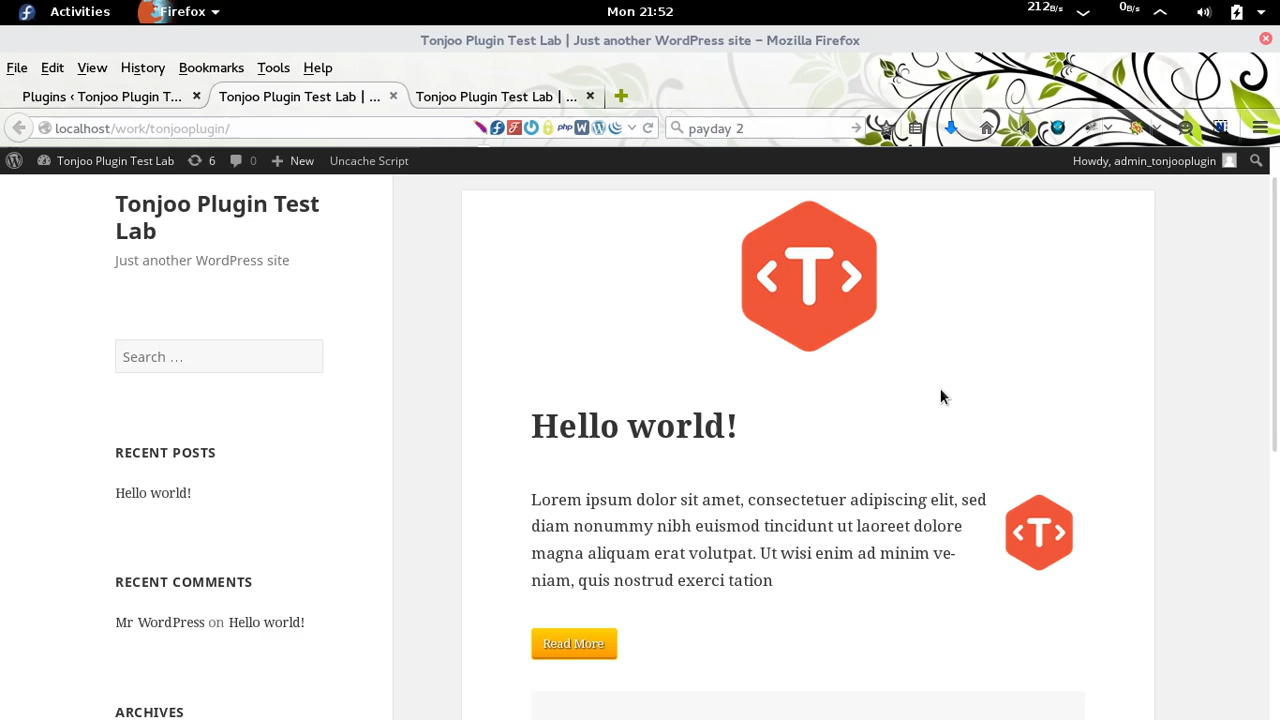 Activities
Firefox
Mon 21:52
212B/s
0B/s
Tonjoo Plugin Test Lab | Just another WordPress site – Mozilla Firefox
File Edit View History Bookmarks Tools Help
Plugins ‹ Tonjoo Plugin T...
Tonjoo Plugin Test Lab | ...
Tonjoo Plugin Test Lab | ...
localhost/work/tonjooplugin/
php
W
payday 2
Tonjoo Plugin Test Lab
6
0
New
Uncache Script
Howdy, admin_tonjooplugin
Tonjoo Plugin Test
Lab
Just another WordPress site
Search …
RECENT POSTS
Hello world!
RECENT COMMENTS
Mr WordPress on Hello world!
ARCHIVES
<T>
Hello world!
Lorem ipsum dolor sit amet, consectetuer adipiscing elit, sed
diam nonummy nibh euismod tincidunt ut laoreet dolore
magna aliquam erat volutpat. Ut wisi enim ad minim ve-
niam, quis nostrud exerci tation
<T>
Read More